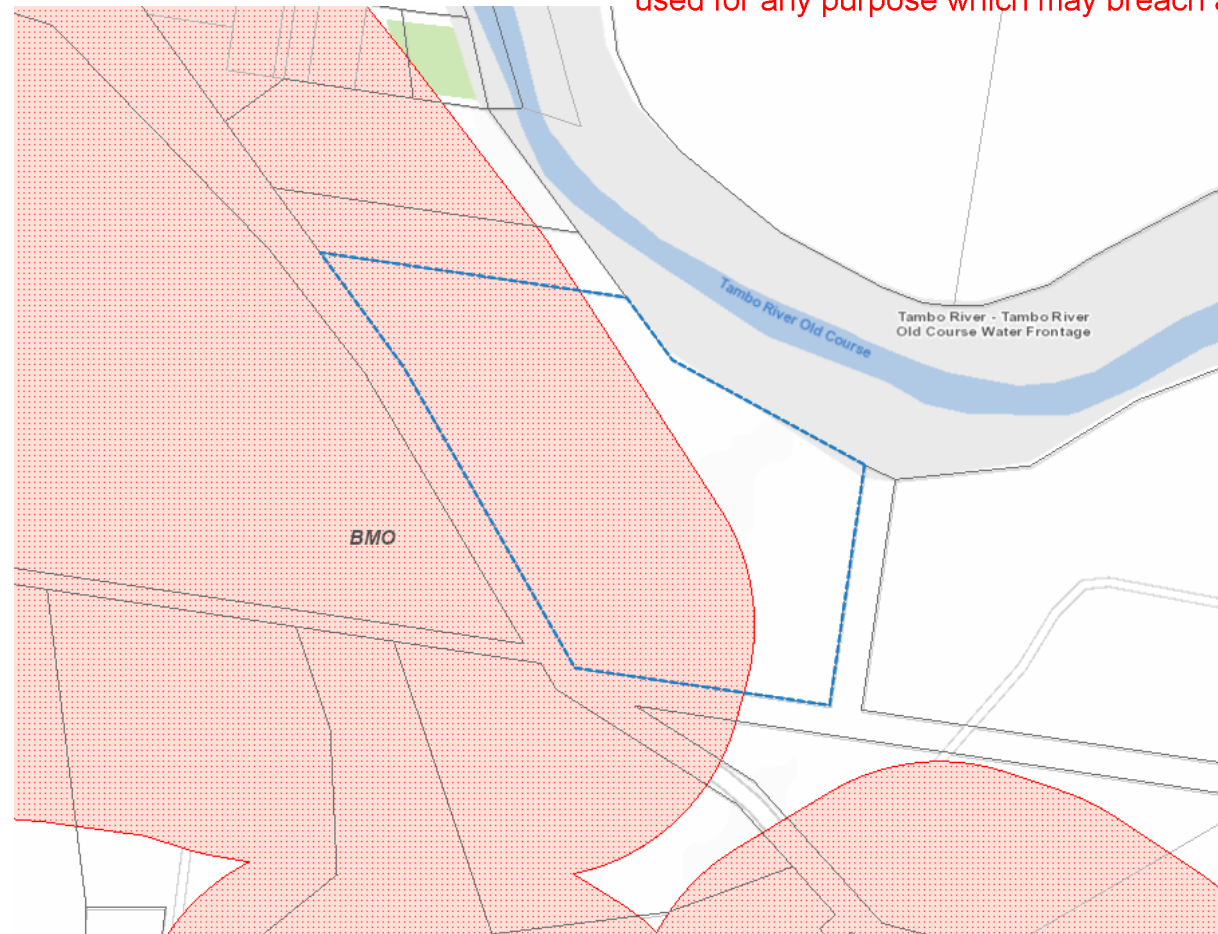 used for any purpose which may breach a
Tambo River Old Course
Tambo River - Tambo River
Old Course Water Frontage
BMO